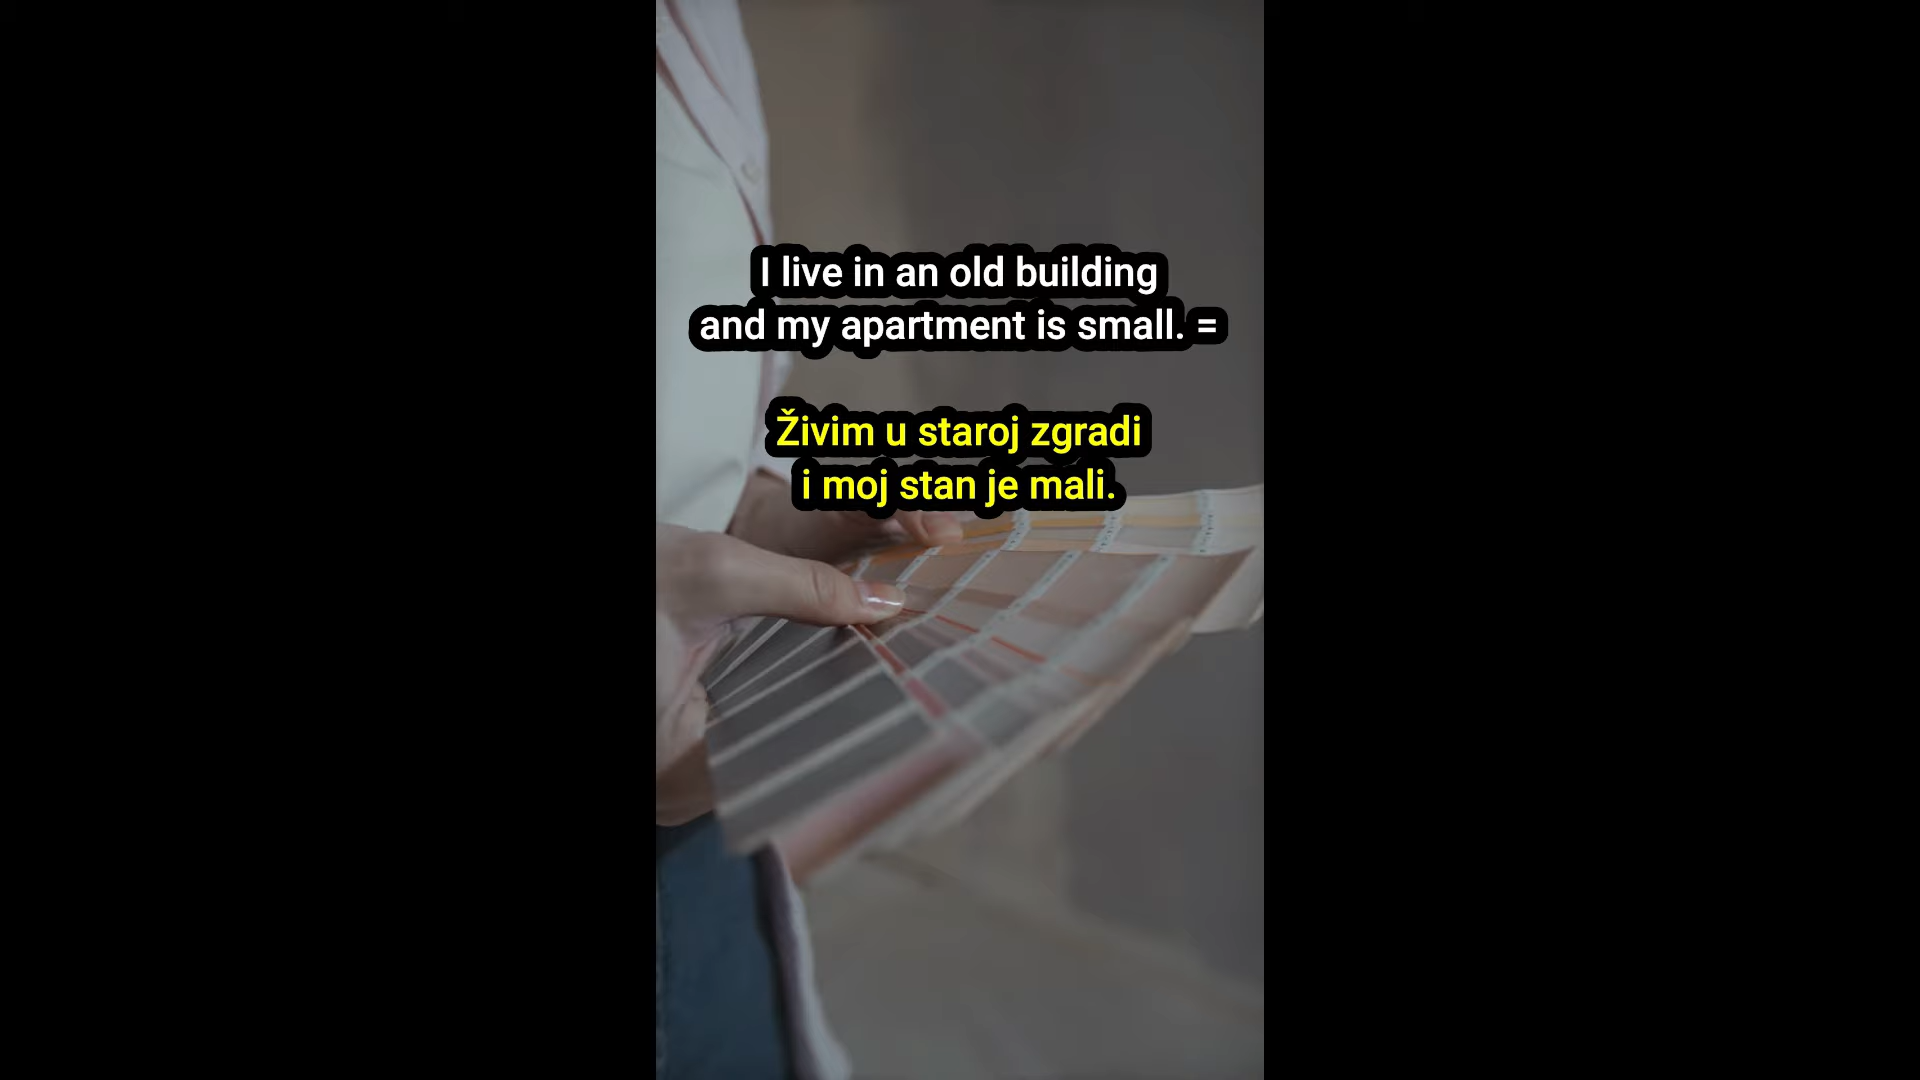 I live in an old building
and my apartment is small. =
Živim u staroj zgradi
i moj stan je mali.